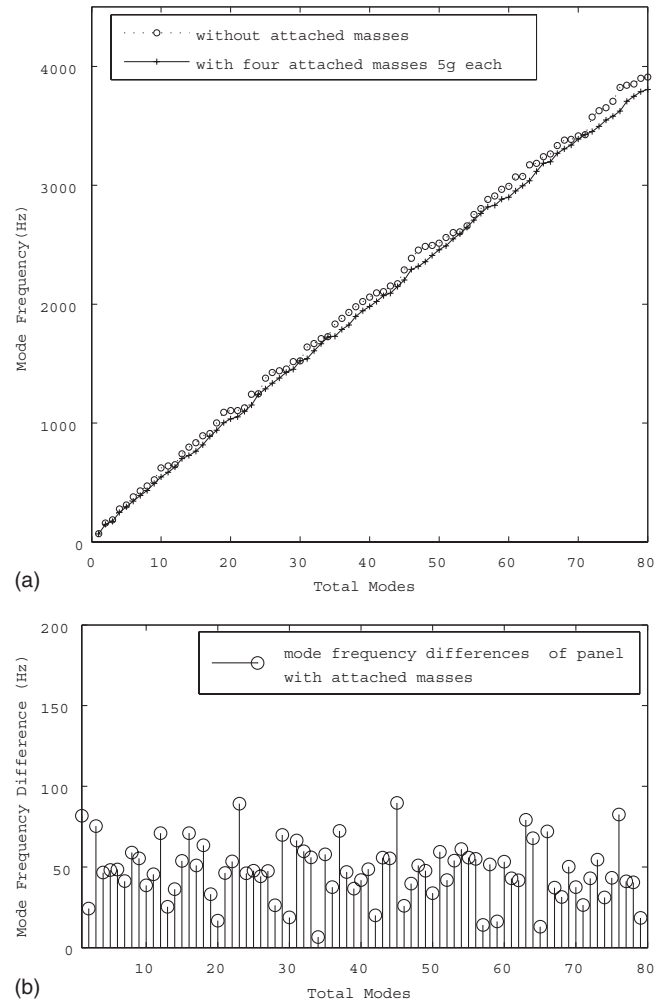 without attached masses
with four attached masses 5g each
4000
3000
2000
1000
0
Mode Frequency(Hz)
0 10 20 30 40 50 60 70 80
Total Modes
(a)
mode frequency differences of panel
with attached masses
200
150
100
50
0
Mode Frequency Difference (Hz)
10 20 30 40 50 60 70 80
Total Modes
(b)